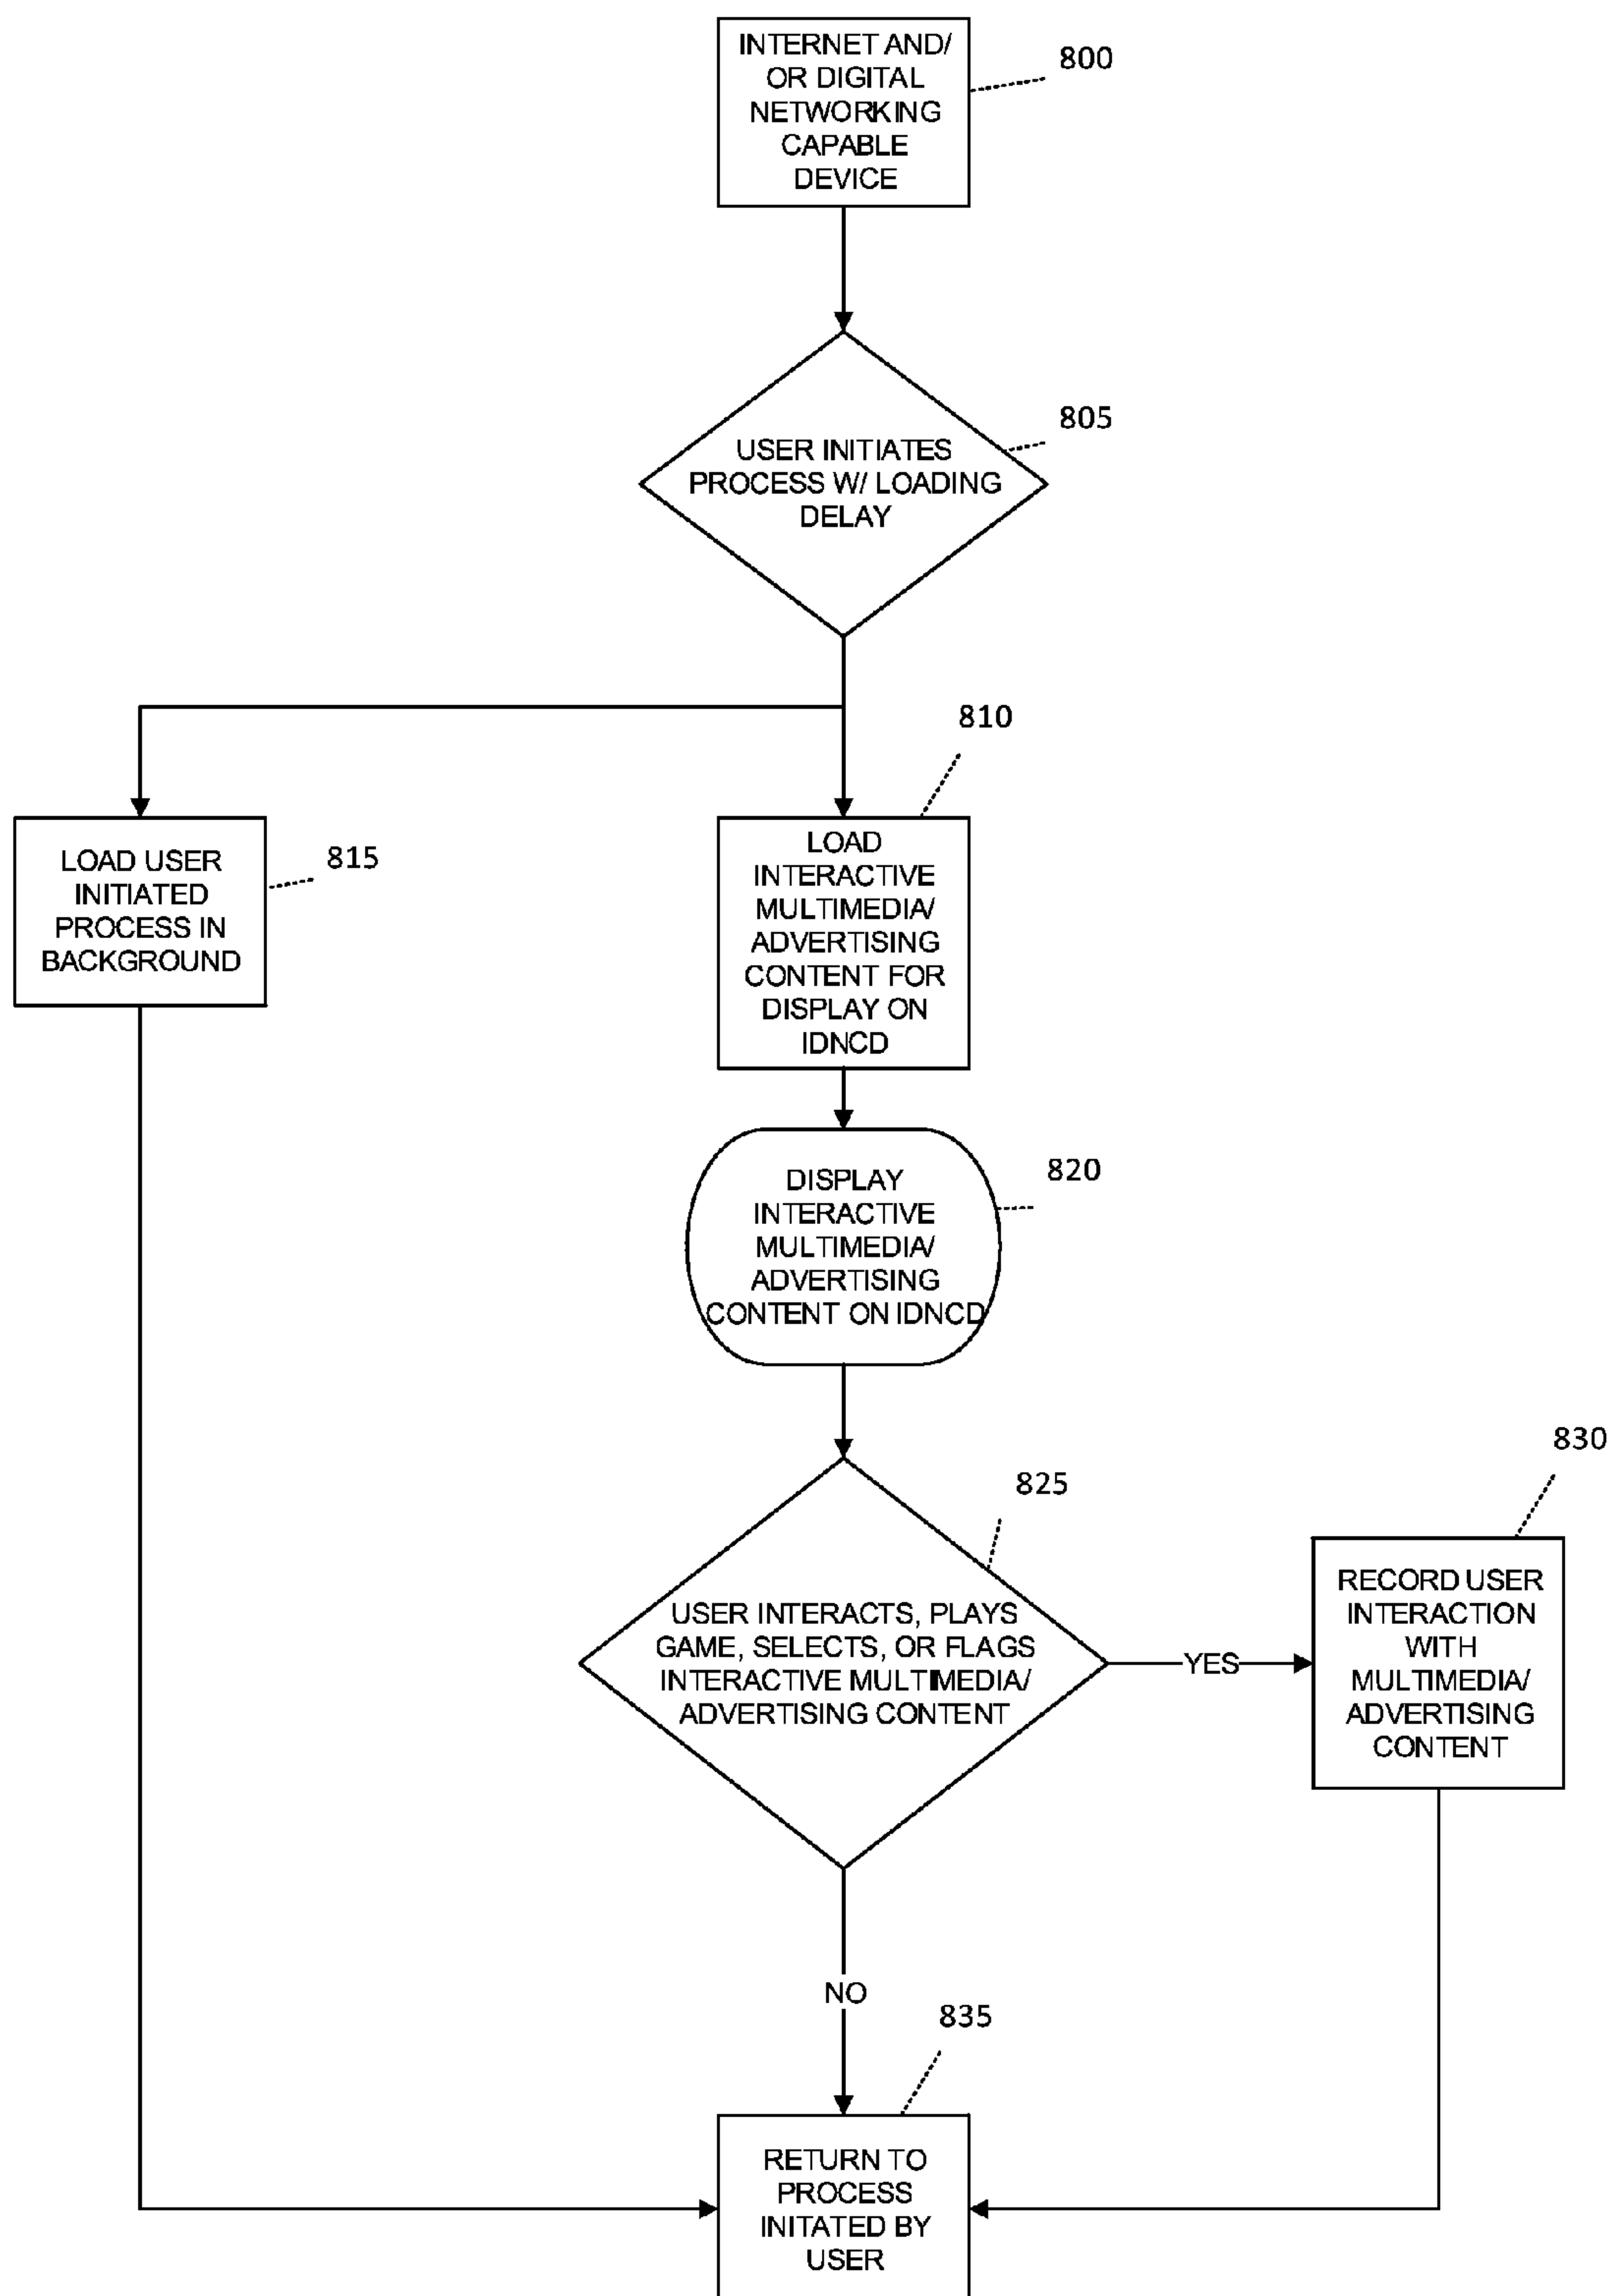 INTERNET AND/
OR DIGITAL
NETWORKING
CAPABLE
DEVICE
800
USER INITIATES
PROCESS W/ LOADING
DELAY
805
810
LOAD USER
INITIATED
PROCESS IN
BACKGROUND
815
LOAD
INTERACTIVE
MULTIMEDIA/
ADVERTISING
CONTENT FOR
DISPLAY ON
IDNCD
DISPLAY
INTERACTIVE
MULTIMEDIA/
ADVERTISING
CONTENT ON IDNCD
820
825
USER INTERACTS, PLAYS
GAME, SELECTS, OR FLAGS
INTERACTIVE MULTIMEDIA/
ADVERTISING CONTENT
YES
830
RECORD USER
INTERACTION
WITH
MULTIMEDIA/
ADVERTISING
CONTENT
NO
835
RETURN TO
PROCESS
INITATED BY
USER